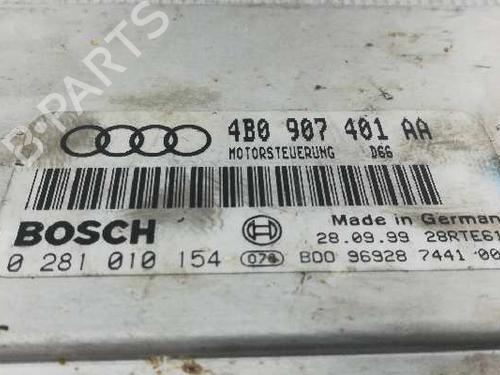 4B0 907 401 AA
MOTORSTEUERUNG D66
BOSCH
Made in German
28.09.99 28RTE61
0 281 010 154 076 B00 96928 7441 00
B-PARTS